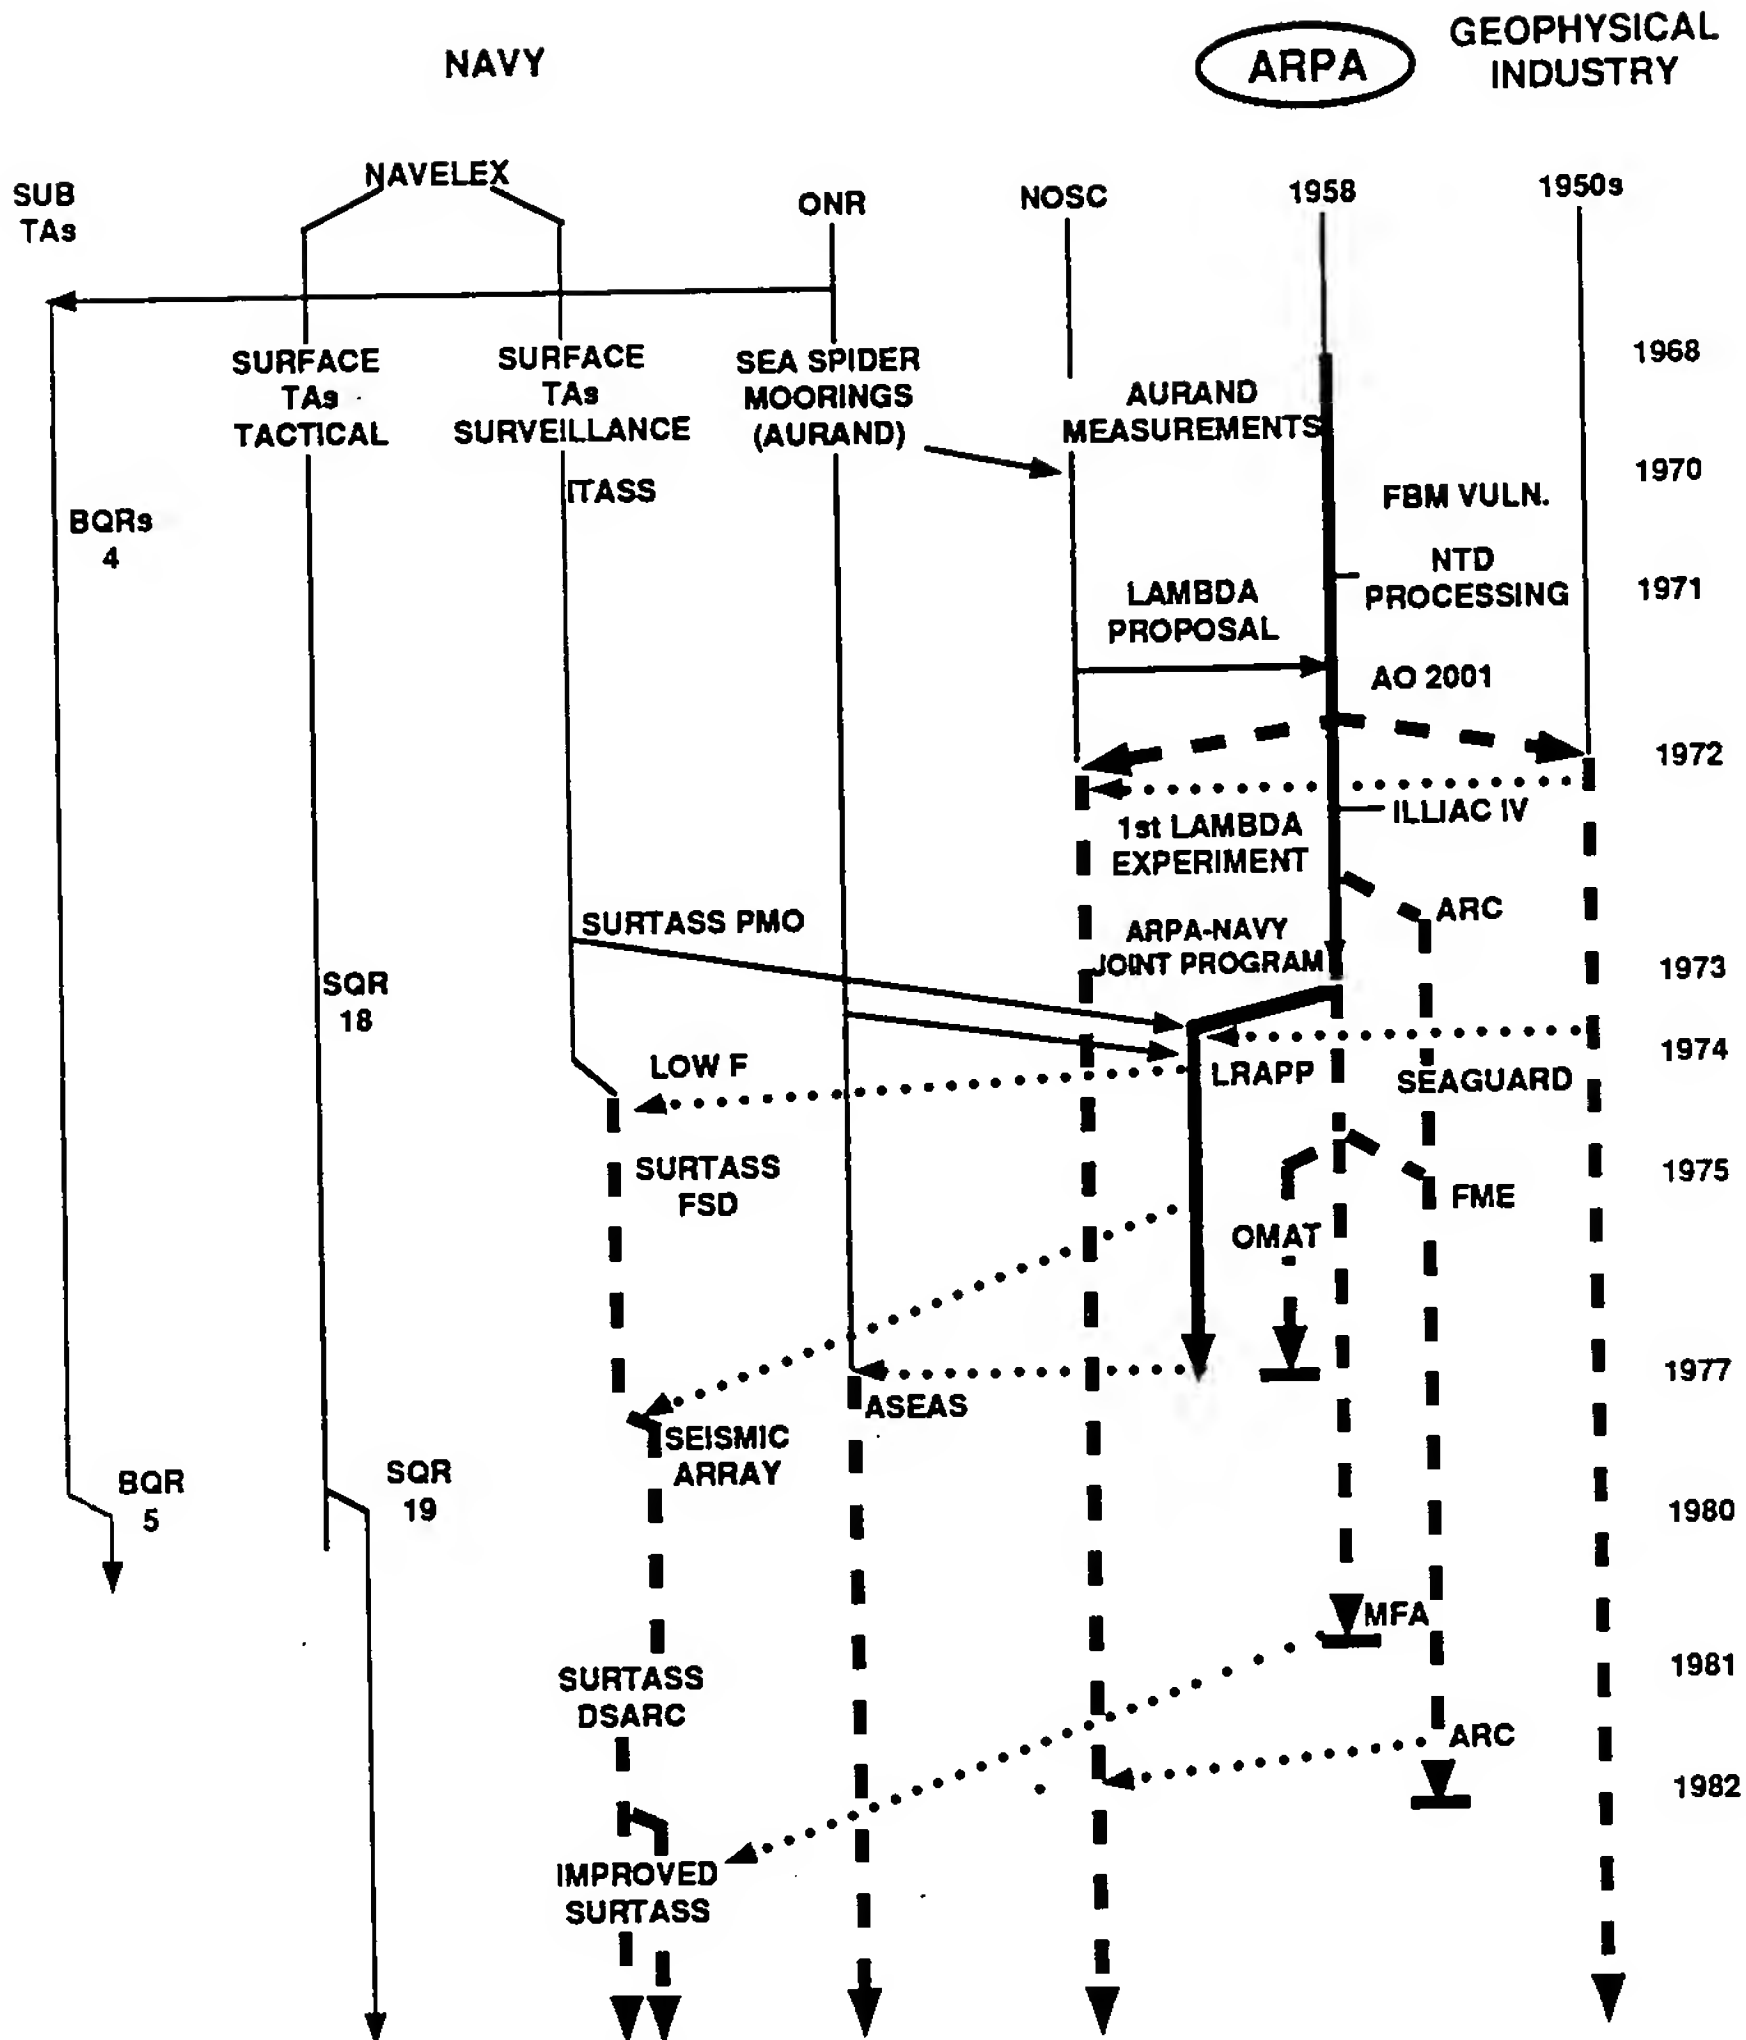 NAVY
ARPA
GEOPHYSICAL
INDUSTRY
SUB
TAs
NAVELEX
ONR
NOSC
1958
1950s
SURFACE
TAs
TACTICAL
SURFACE
TAs
SURVEILLANCE
SEA SPIDER
MOORINGS
(AURAND)
AURAND
MEASUREMENTS
1968
ITASS
1970
FBM VULN.
BQRs
4
NTD
PROCESSING
1971
LAMBDA
PROPOSAL
AO 2001
1972
ILLIAC IV
1st LAMBDA
EXPERIMENT
ARC
SURTASS PMO
ARPA-NAVY
JOINT PROGRAM
1973
SQR
18
1974
LOW F
LRAPP
SEAGUARD
SURTASS
FSD
1975
FME
OMAT
1977
ASEAS
SEISMIC
ARRAY
BQR
5
SQR
19
1980
MFA
1981
SURTASS
DSARC
ARC
1982
IMPROVED
SURTASS